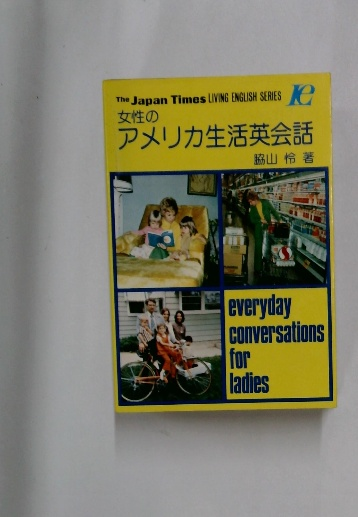 The Japan Times LIVING ENGLISH SERIES le
女性の
アメリカ生活英会話
脇山 怜 著
everyday
conversations
for
ladies